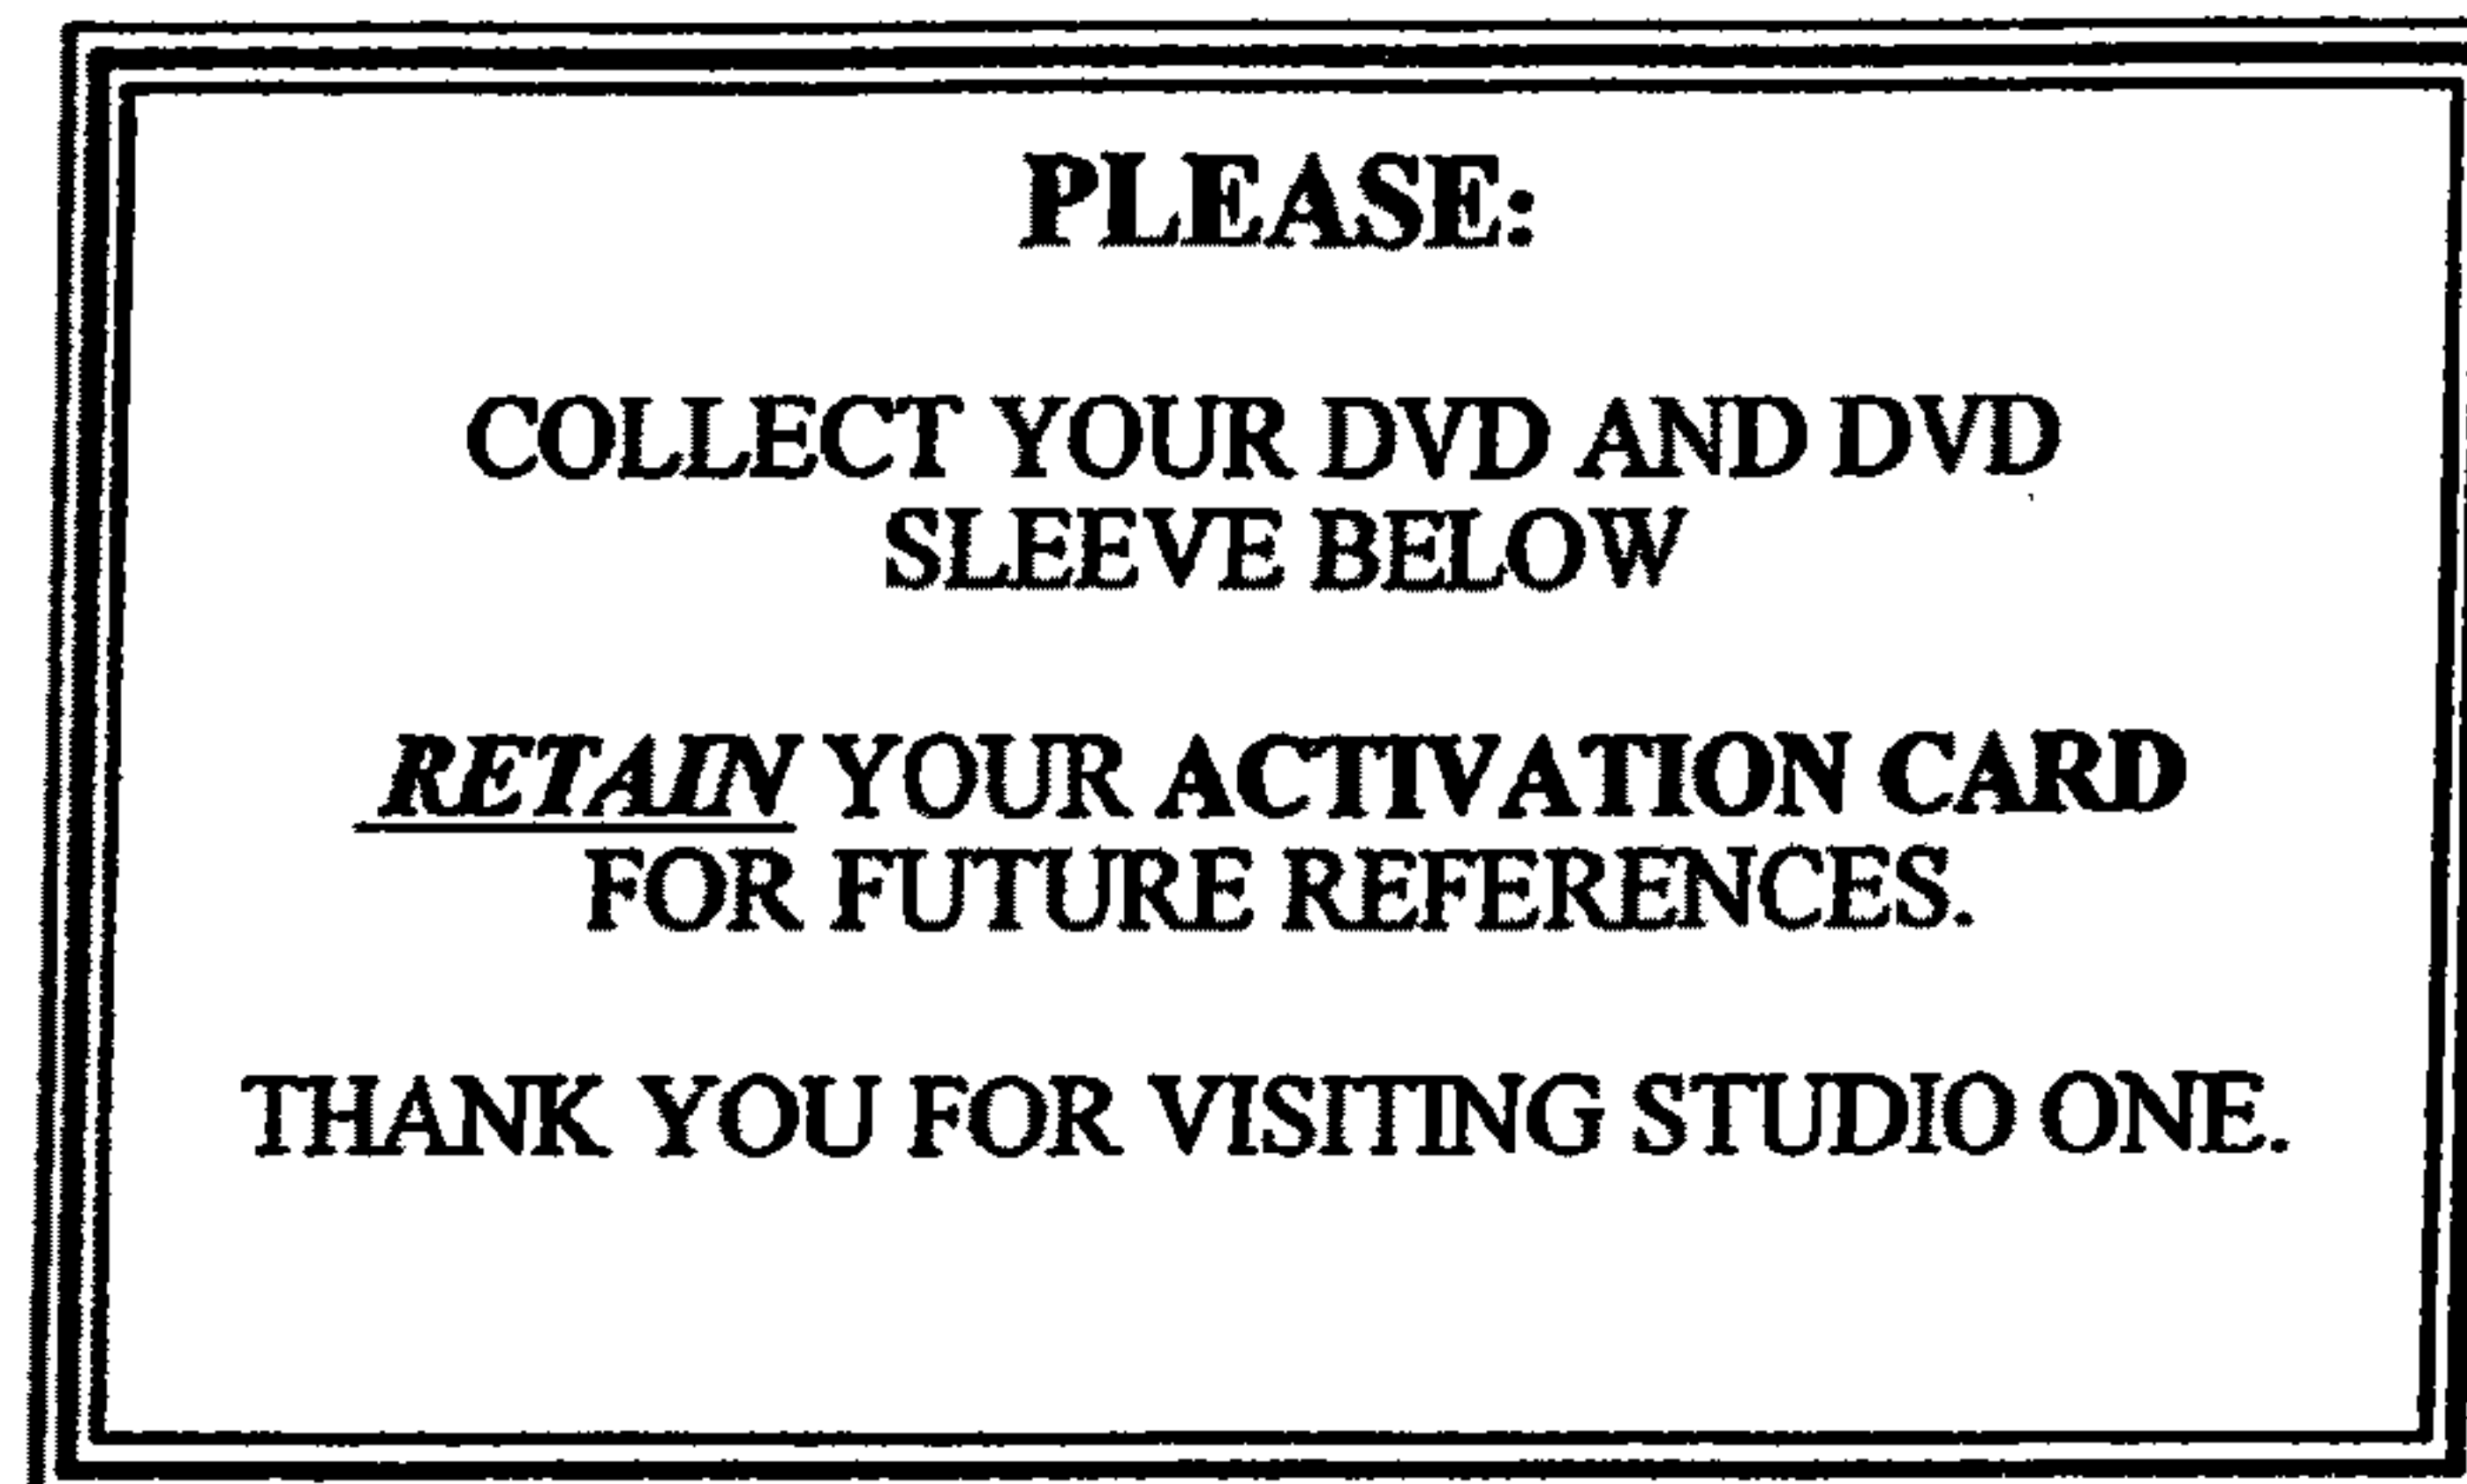 PLEASE:
COLLECT YOUR DVD AND DVD
SLEEVE BELOW
RETAIN YOUR ACTIVATION CARD
FOR FUTURE REFERENCES.
THANK YOU FOR VISITING STUDIO ONE.